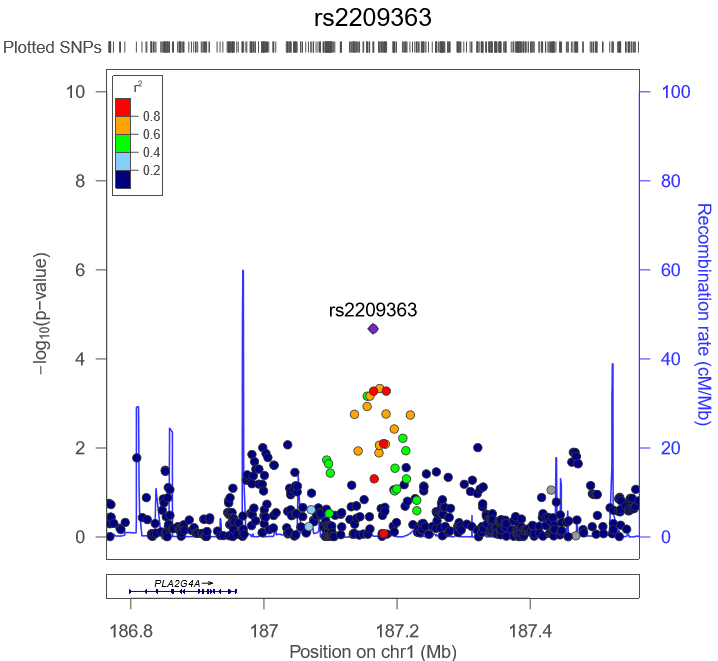 rs2209363
Plotted SNPs
10
8
6
4
2
0
−log10(p−value)
r2
0.8
0.6
0.4
0.2
rs2209363
100
80
60
40
20
0
Recombination rate (cM/Mb)
PLA2G4A
186.8
187
187.2
187.4
Position on chr1 (Mb)